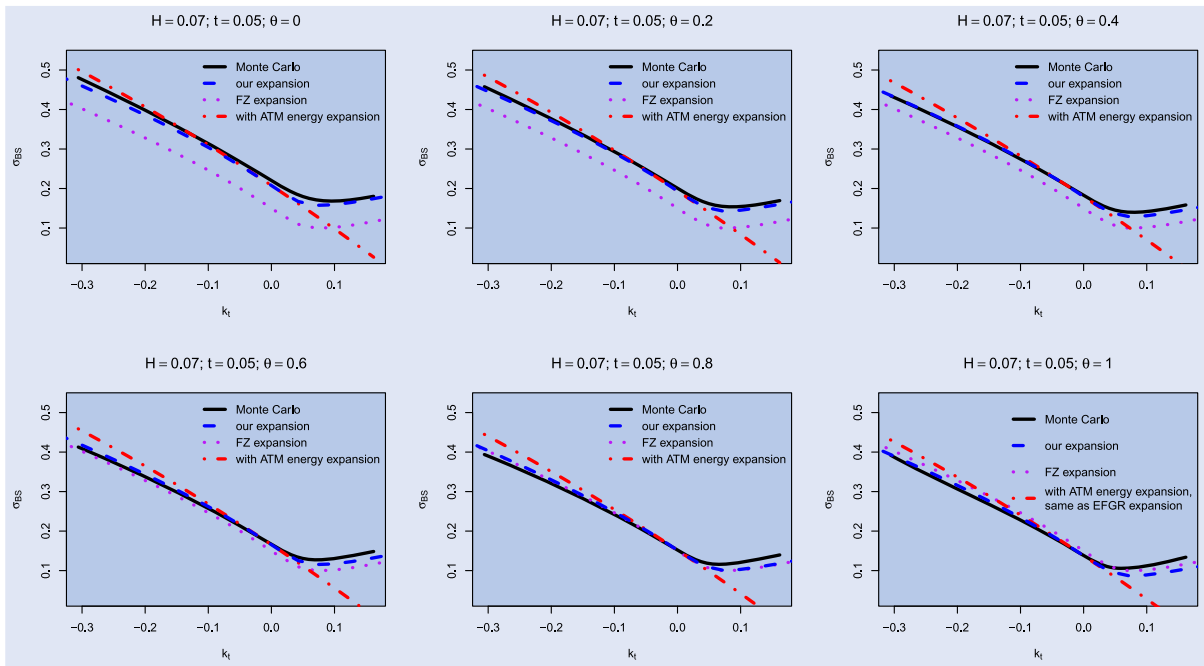 H = 0.07; t = 0.05; θ = 0
H = 0.07; t = 0.05; θ = 0.2
H = 0.07; t = 0.05; θ = 0.4
σBS
0.5
0.4
0.3
0.2
0.1
Monte Carlo
our expansion
FZ expansion
with ATM energy expansion
-0.3 -0.2 -0.1 0.0 0.1
kt
σBS
0.5
0.4
0.3
0.2
0.1
Monte Carlo
our expansion
FZ expansion
with ATM energy expansion
-0.3 -0.2 -0.1 0.0 0.1
kt
σBS
0.5
0.4
0.3
0.2
0.1
Monte Carlo
our expansion
FZ expansion
with ATM energy expansion
-0.3 -0.2 -0.1 0.0 0.1
kt
H = 0.07; t = 0.05; θ = 0.6
H = 0.07; t = 0.05; θ = 0.8
H = 0.07; t = 0.05; θ = 1
σBS
0.5
0.4
0.3
0.2
0.1
Monte Carlo
our expansion
FZ expansion
with ATM energy expansion
-0.3 -0.2 -0.1 0.0 0.1
kt
σBS
0.5
0.4
0.3
0.2
0.1
Monte Carlo
our expansion
FZ expansion
with ATM energy expansion
-0.3 -0.2 -0.1 0.0 0.1
kt
σBS
0.5
0.4
0.3
0.2
0.1
Monte Carlo
our expansion
FZ expansion
with ATM energy expansion,
same as EFGR expansion
-0.3 -0.2 -0.1 0.0 0.1
kt